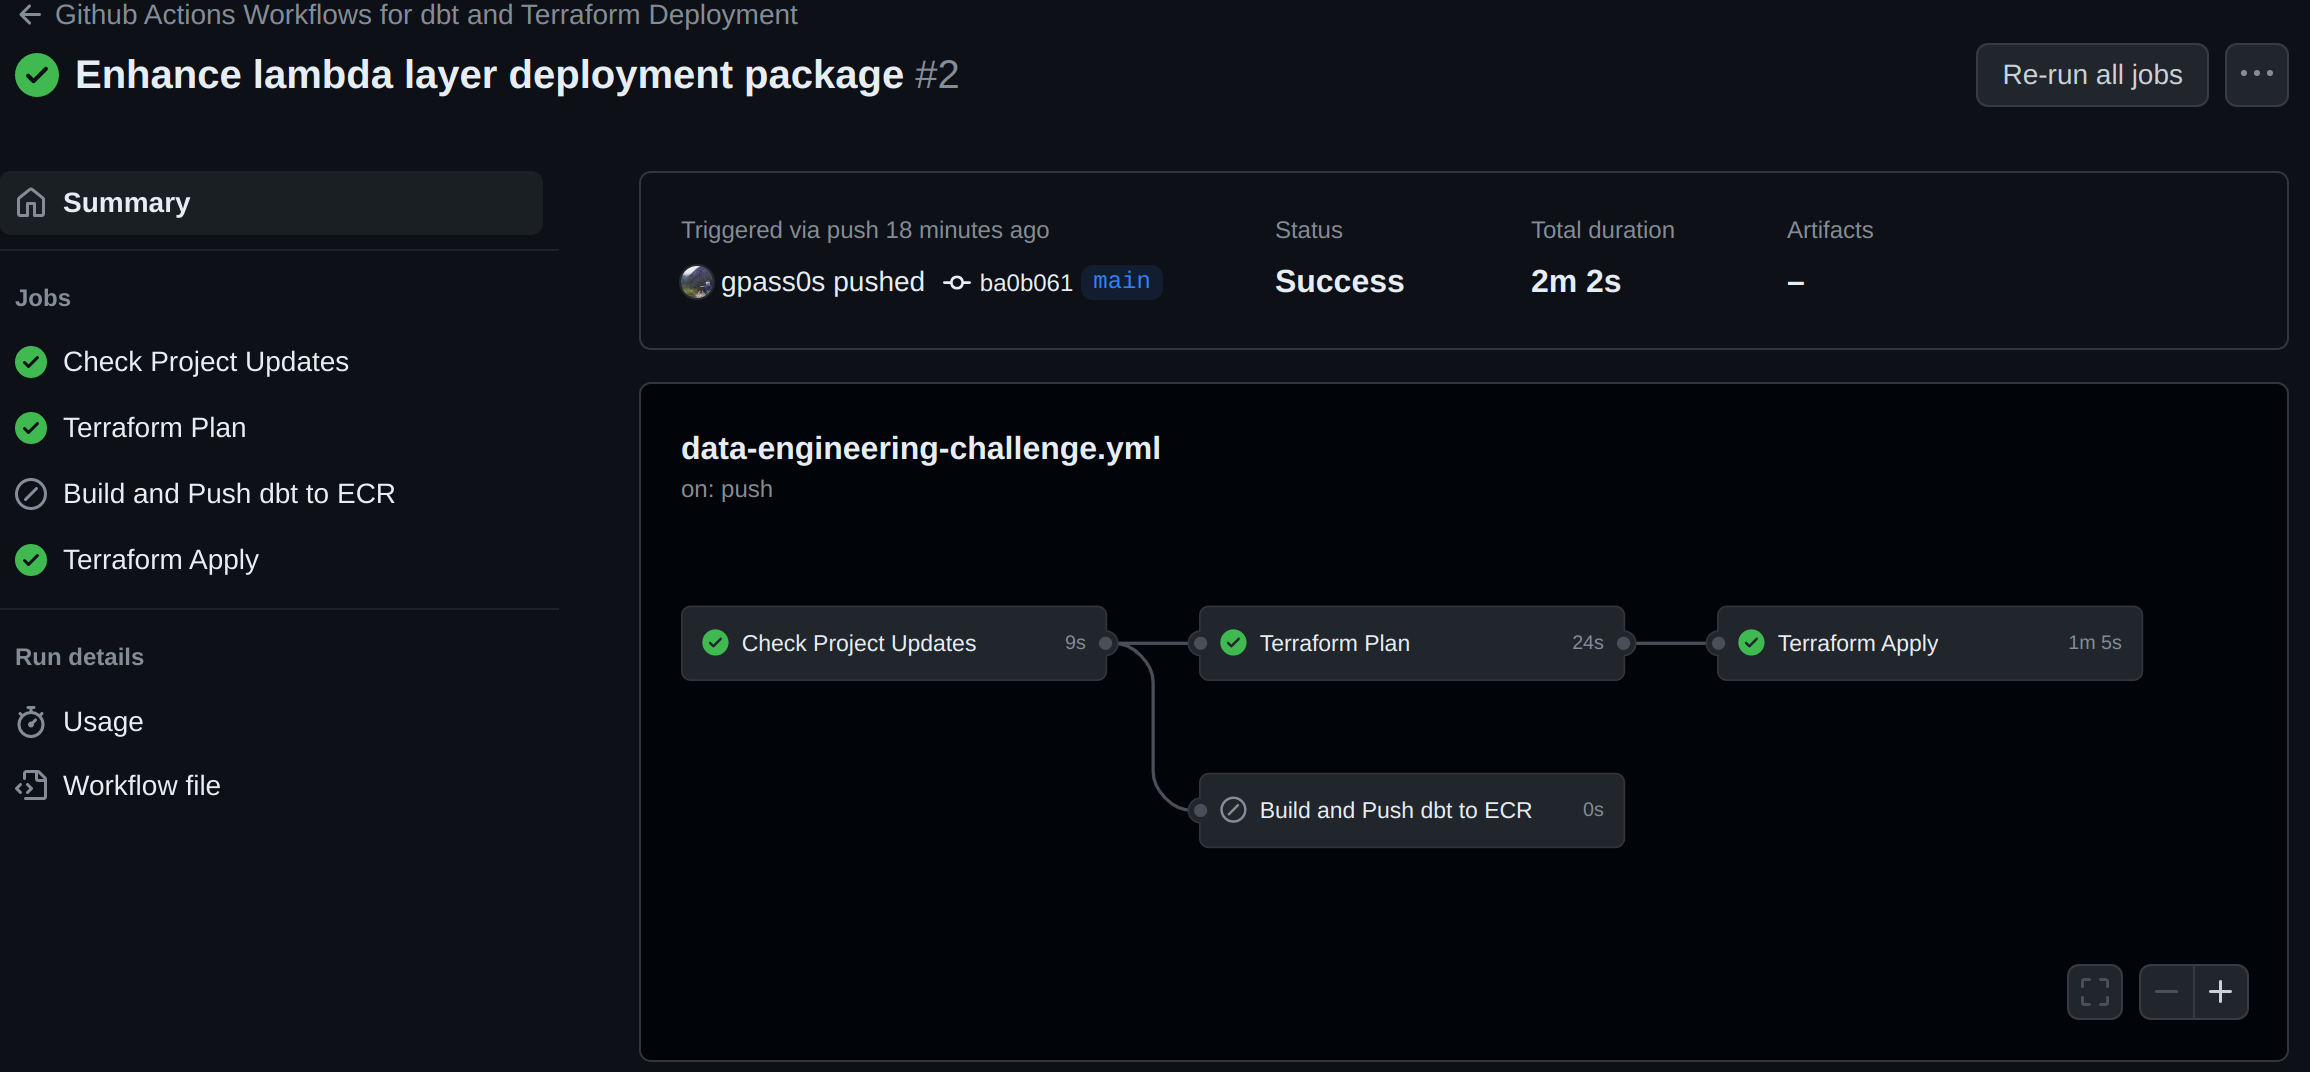 Github Actions Workflows for dbt and Terraform Deployment
Enhance lambda layer deployment package #2
Re-run all jobs
Summary
Jobs
Check Project Updates
Terraform Plan
Build and Push dbt to ECR
Terraform Apply
Run details
Usage
Workflow file
Triggered via push 18 minutes ago
gpass0s pushed ba0b061 main
Status
Success
Total duration
2m 2s
Artifacts
–
data-engineering-challenge.yml
on: push
Check Project Updates 9s
Terraform Plan 24s
Terraform Apply 1m 5s
Build and Push dbt to ECR 0s